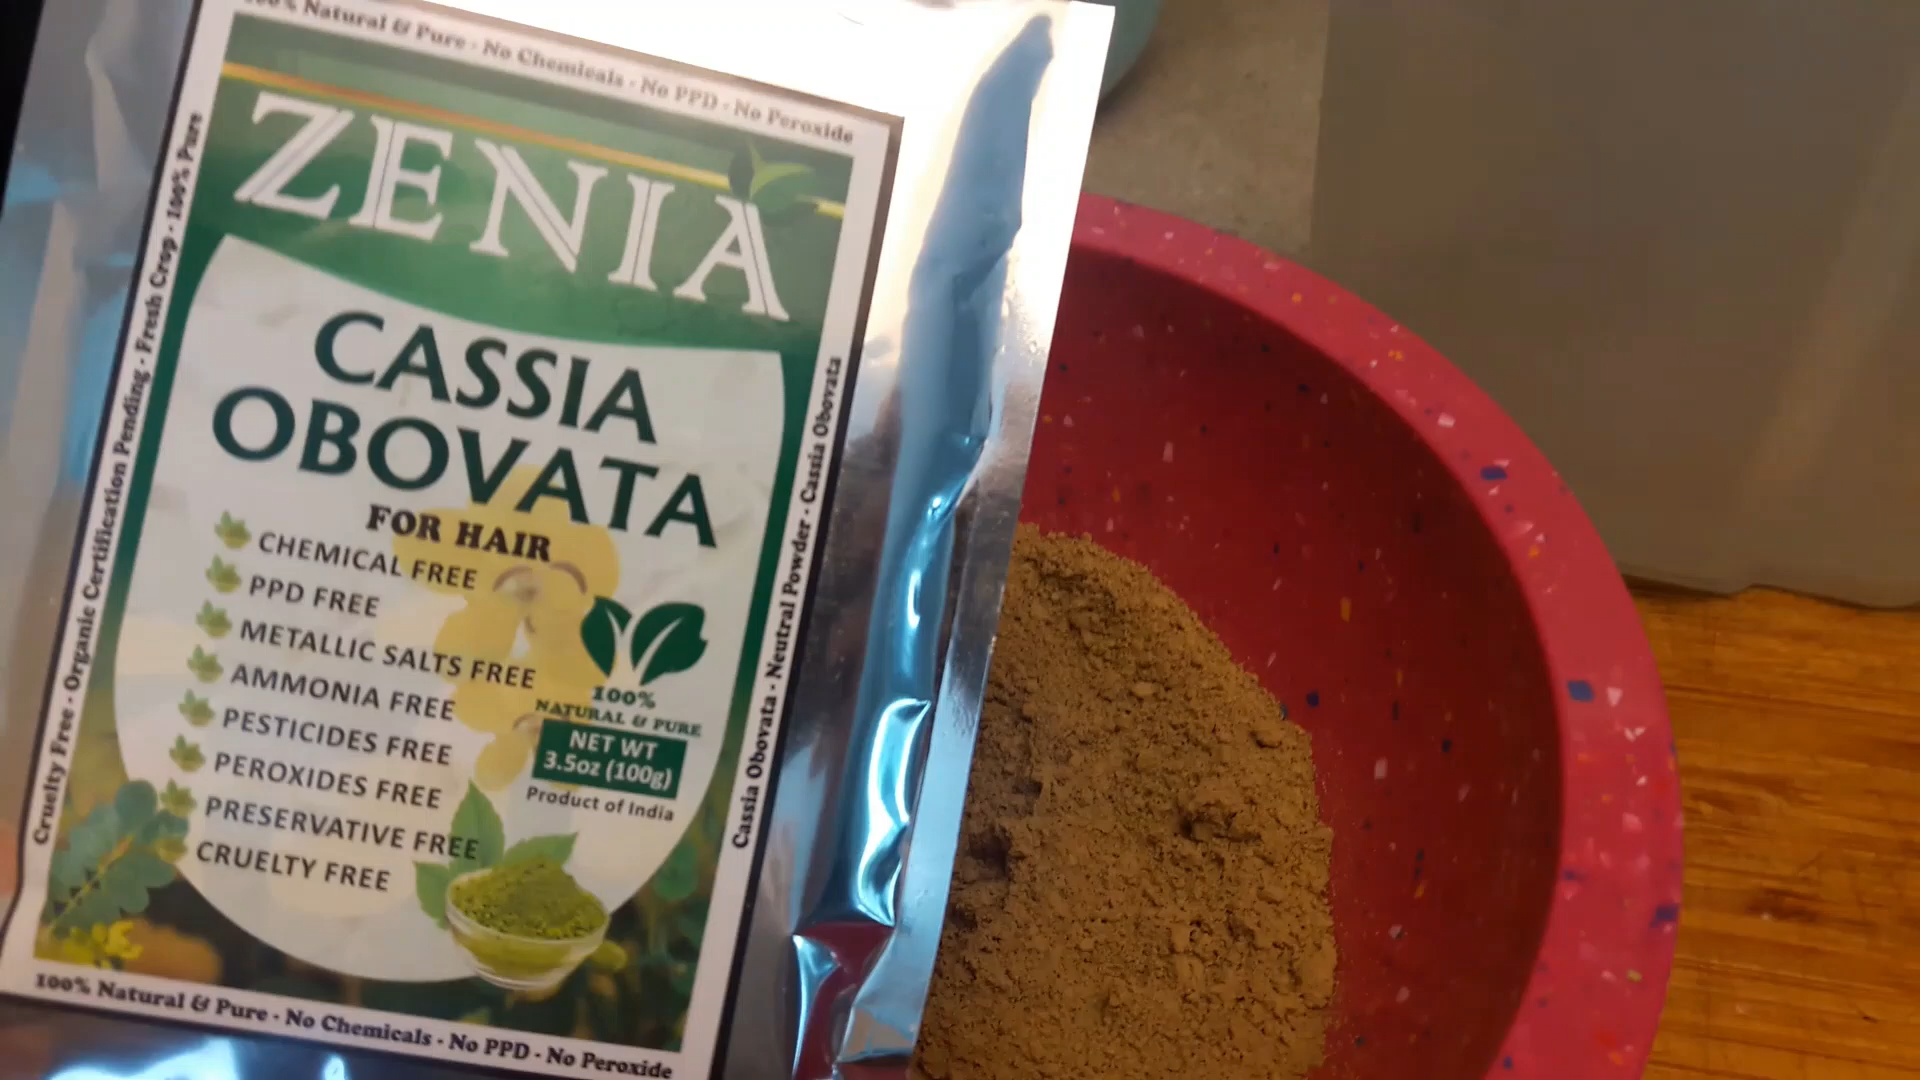 100% Natural & Pure - No Chemicals - No PPD - No Peroxide
ZENIA
CASSIA
OBOVATA
FOR HAIR
CHEMICAL FREE
PPD FREE
METALLIC SALTS FREE
AMMONIA FREE
PESTICIDES FREE
PEROXIDES FREE
PRESERVATIVE FREE
CRUELTY FREE
100%
NATURAL & PURE
NET WT
3.5oz (100g)
Product of India
Cruelty Free - Organic Certification Pending - Fresh Crop - 100% Pure
Cassia Obovata - Neutral Powder - Cassia Obovata
100% Natural & Pure - No Chemicals - No PPD - No Peroxide